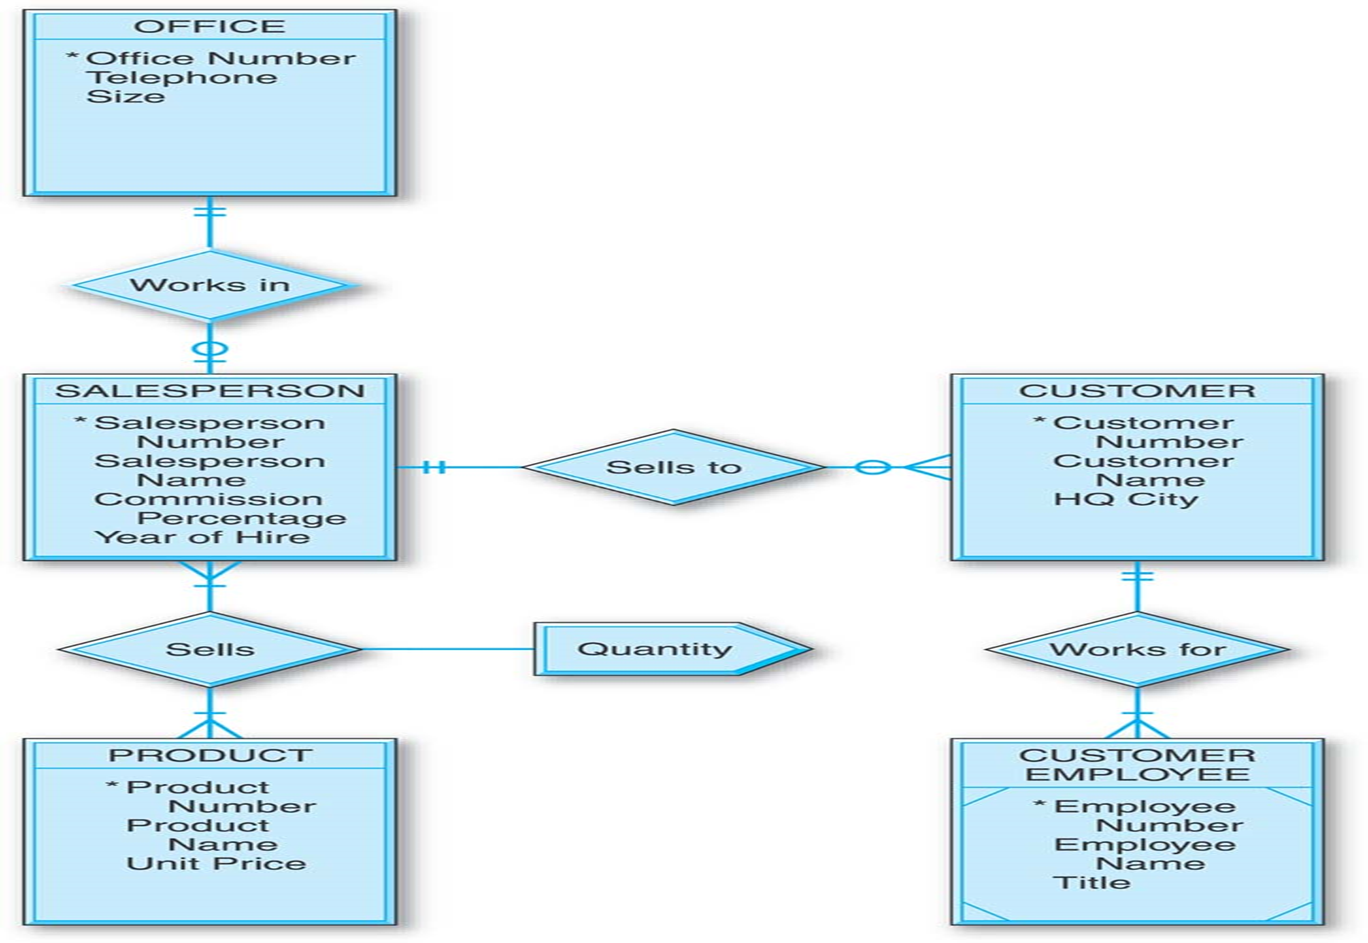 OFFICE
*Office Number
Telephone
Size
Works in
SALESPERSON
*Salesperson
Number
Salesperson
Name
Commission
Percentage
Year of Hire
Sells to
CUSTOMER
*Customer
Number
Customer
Name
HQ City
Sells
Quantity
Works for
PRODUCT
*Product
Number
Product
Name
Unit Price
CUSTOMER
EMPLOYEE
*Employee
Number
Employee
Name
Title